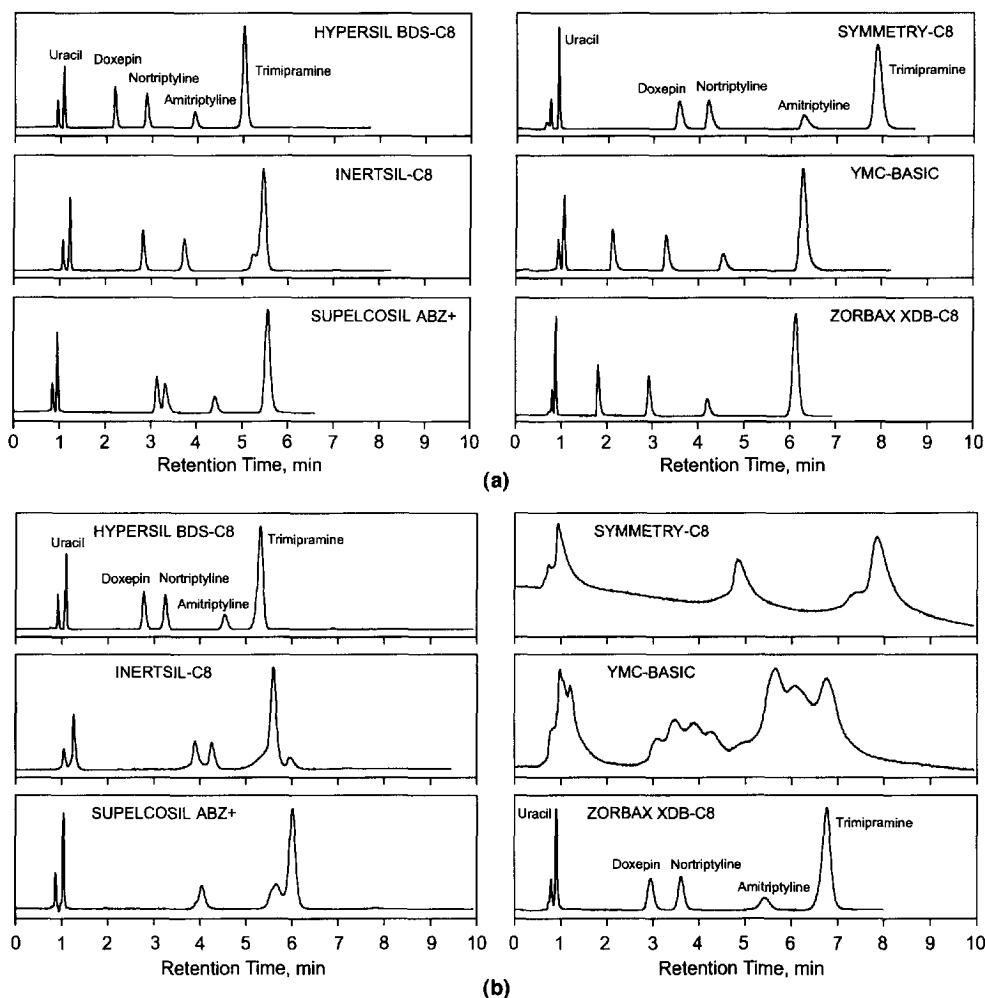 HYPERSIL BDS-C8
Uracil
Doxepin
Nortriptyline
Amitriptyline
Trimipramine
INERTSIL-C8
SUPELCOSIL ABZ+
0 1 2 3 4 5 6 7 8 9 10
Retention Time, min
SYMMETRY-C8
Uracil
Doxepin
Nortriptyline
Amitriptyline
Trimipramine
YMC-BASIC
ZORBAX XDB-C8
0 1 2 3 4 5 6 7 8 9 10
Retention Time, min
(a)
HYPERSIL BDS-C8
Uracil
Doxepin
Nortriptyline
Amitriptyline
Trimipramine
INERTSIL-C8
SUPELCOSIL ABZ+
0 1 2 3 4 5 6 7 8 9 10
Retention Time, min
SYMMETRY-C8
YMC-BASIC
ZORBAX XDB-C8
Uracil
Doxepin
Nortriptyline
Amitriptyline
Trimipramine
0 1 2 3 4 5 6 7 8 9 10
Retention Time, min
(b)